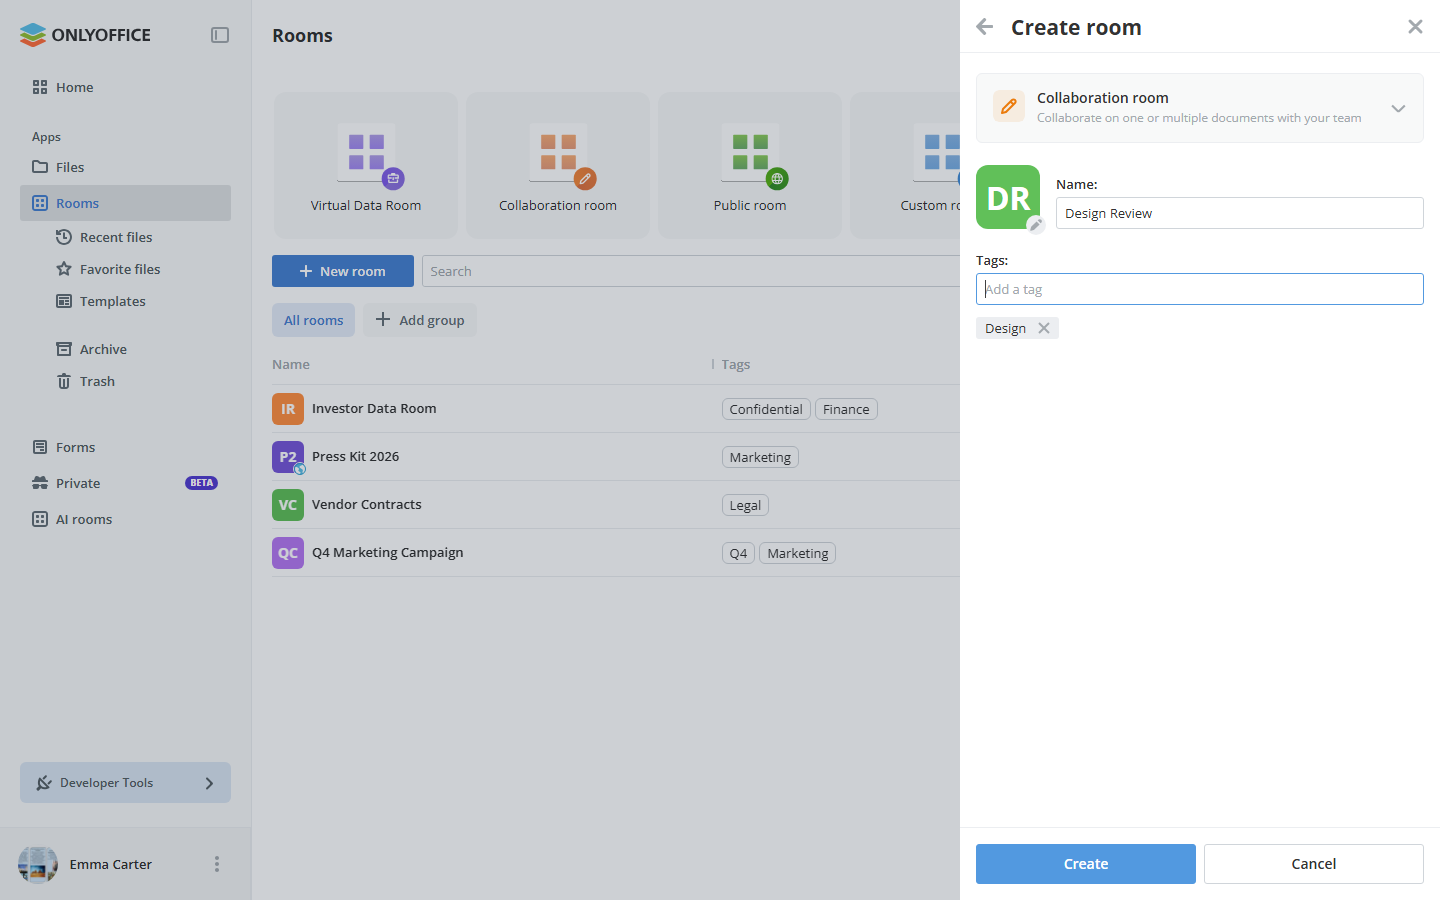 ONLYOFFICE
Home
Apps
Files
Rooms
Recent files
Favorite files
Templates
Archive
Trash
Forms
Private
BETA
AI rooms
Developer Tools
Emma Carter
Rooms
Virtual Data Room
Collaboration room
Public room
New room
Search
All rooms
Add group
Name
Tags
IR
Investor Data Room
Confidential
Finance
P2
Press Kit 2026
Marketing
VC
Vendor Contracts
Legal
QC
Q4 Marketing Campaign
Q4
Marketing
Create room
Collaboration room
Collaborate on one or multiple documents with your team
DR
Name:
Design Review
Tags:
Add a tag
Design
Create
Cancel
Custom